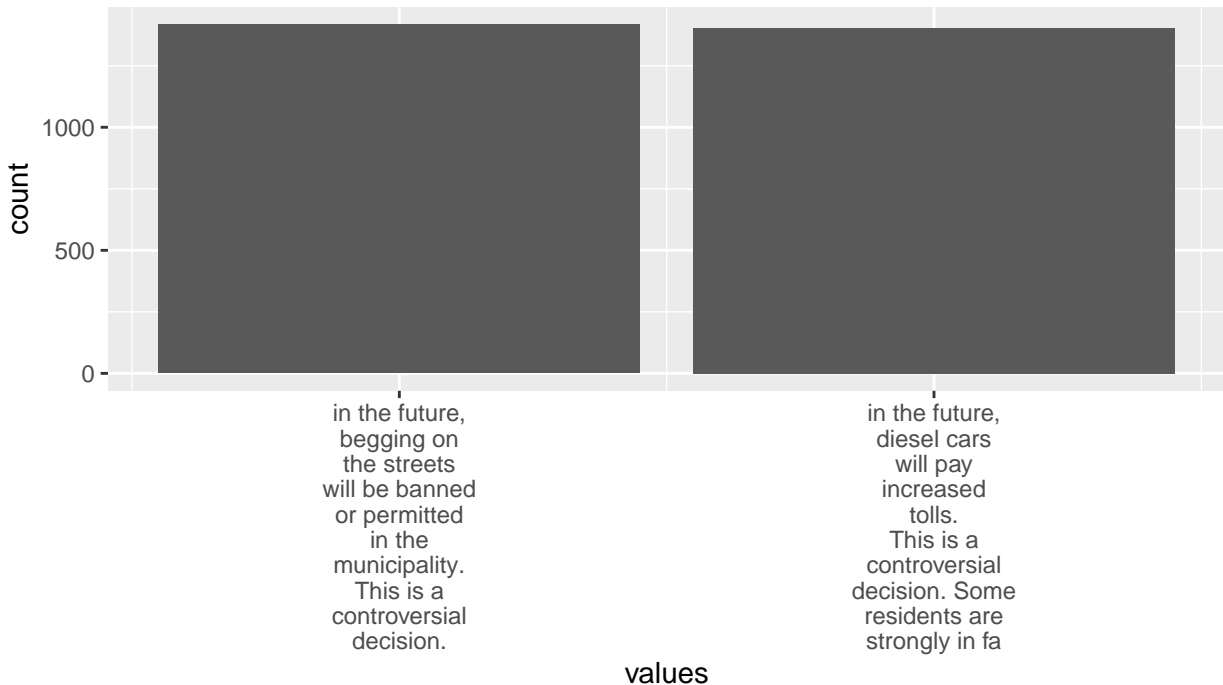 count
1000
500
0
in the future,
begging on
the streets
will be banned
or permitted
in the
municipality.
This is a
controversial
decision.
in the future,
diesel cars
will pay
increased
tolls.
This is a
controversial
decision. Some
residents are
strongly in fa
values